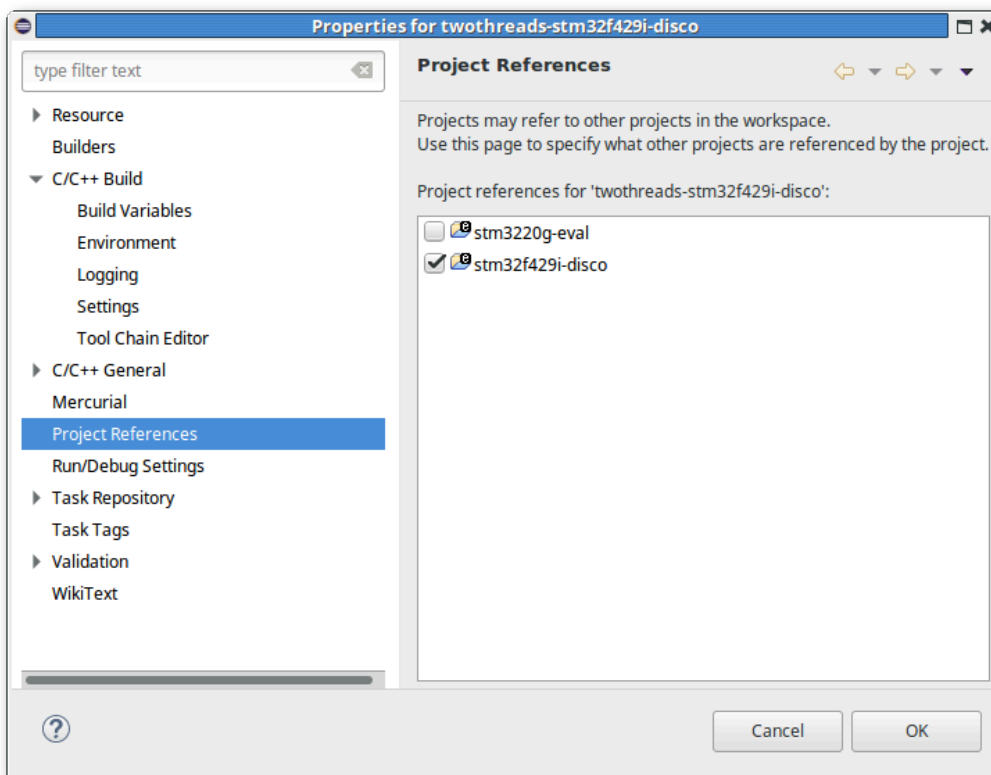 Properties for twothreads-stm32f429i-disco
type filter text
Resource
Builders
C/C++ Build
Build Variables
Environment
Logging
Settings
Tool Chain Editor
C/C++ General
Mercurial
Project References
Run/Debug Settings
Task Repository
Task Tags
Validation
WikiText
Project References
Projects may refer to other projects in the workspace.
Use this page to specify what other projects are referenced by the project.
Project references for 'twothreads-stm32f429i-disco':
stm3220g-eval
stm32f429i-disco
?
Cancel
OK